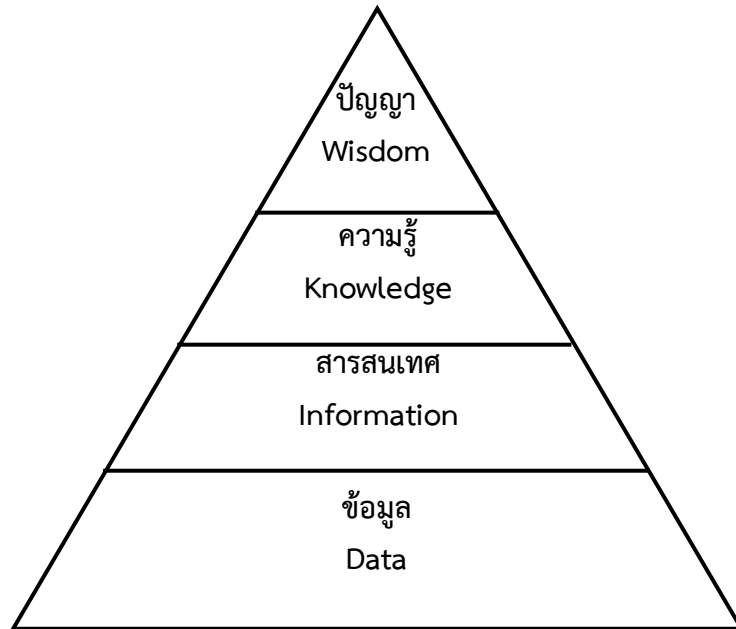 ปัญญา
Wisdom
ความรู้
Knowledge
สารสนเทศ
Information
ข้อมูล
Data